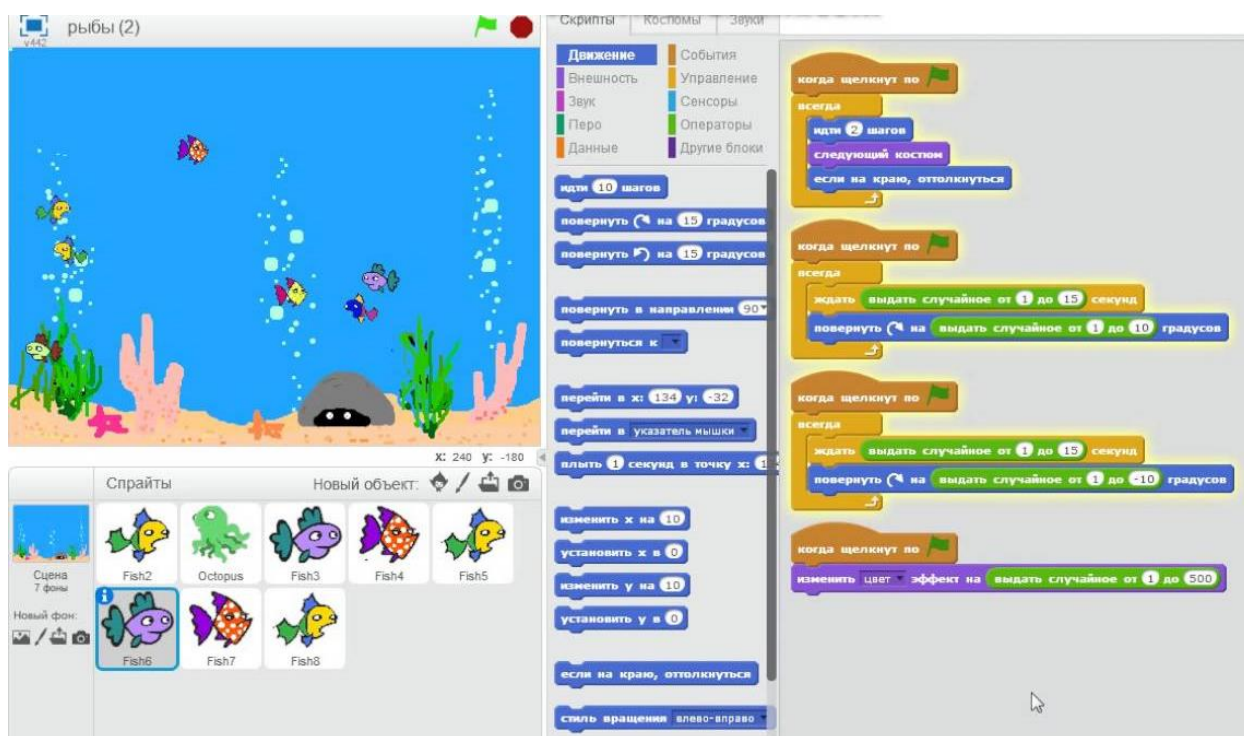 Скрипты Костюмы Звуки
v442
рыбы (2)
Движение События
Внешность Управление
Звук Сенсоры
Перо Операторы
Данные Другие блоки
идти 10 шагов
повернуть на 15 градусов
повернуть на 15 градусов
повернуть в направлении 90
повернуться к
перейти в x: 134 y: -32
перейти в указатель мышки
плыть 1 секунд в точку x:
изменить x на 10
установить x в 0
изменить y на 10
установить y в 0
если на краю, оттолкнуться
стиль вращения влево-вправо
когда щелкнут по
всегда
идти 2 шагов
следующий костюм
если на краю, оттолкнуться
когда щелкнут по
всегда
ждать выдать случайное от 1 до 15 секунд
повернуть на выдать случайное от 1 до 10 градусов
когда щелкнут по
всегда
ждать выдать случайное от 1 до 15 секунд
повернуть на выдать случайное от 1 до -10 градусов
когда щелкнут по
изменить цвет эффект на выдать случайное от 1 до 500
x: 240 y: -180
Спрайты Новый объект:
Сцена
7 фоны
Новый фон:
Fish2 Octopus Fish3 Fish4 Fish5
Fish6 Fish7 Fish8